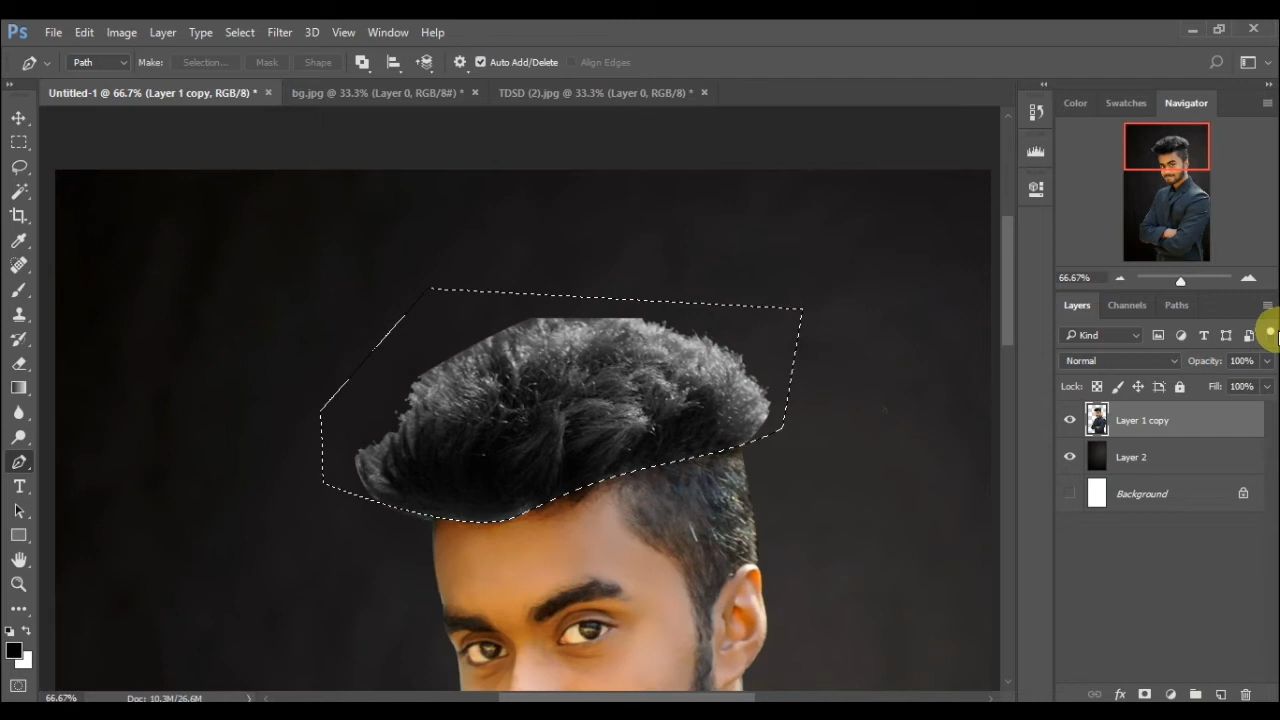 Ps File Edit Image Layer Type Select Filter 3D View Window Help
Path Make: Selection... Mask Shape Auto Add/Delete Align Edges
Untitled-1 @ 66.7% (Layer 1 copy, RGB/8) * × bg.jpg @ 33.3% (Layer 0, RGB/8#) * × TDSD (2).jpg @ 33.3% (Layer 0, RGB/8) * ×
Color Swatches Navigator
66.67%
Layers Channels Paths
Kind
Normal Opacity: 100%
Lock: Fill: 100%
Layer 1 copy
Layer 2
Background
T
fx
66.67% Doc: 10.3M/26.6M